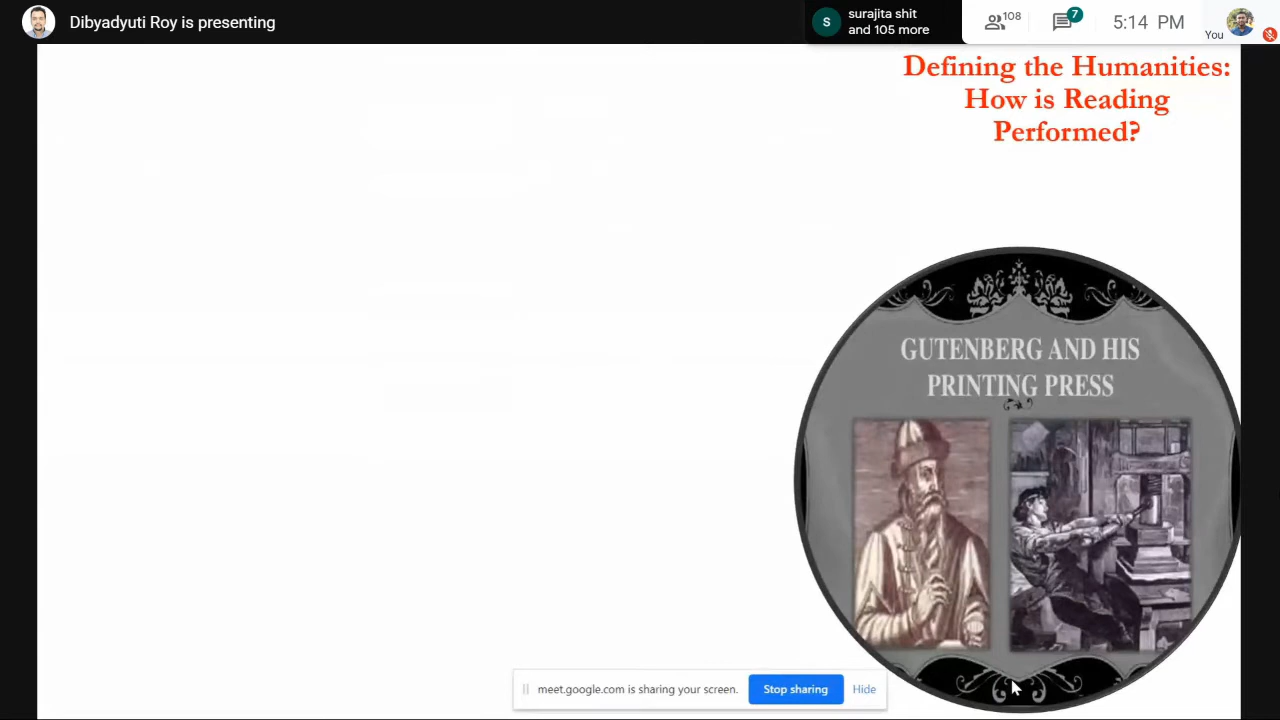 Dibyadyuti Roy is presenting
S
surajita shit
and 105 more
108
7
5:14 PM
You
Defining the Humanities:
How is Reading
Performed?
GUTENBERG AND HIS
PRINTING PRESS
meet.google.com is sharing your screen.
Stop sharing
Hide